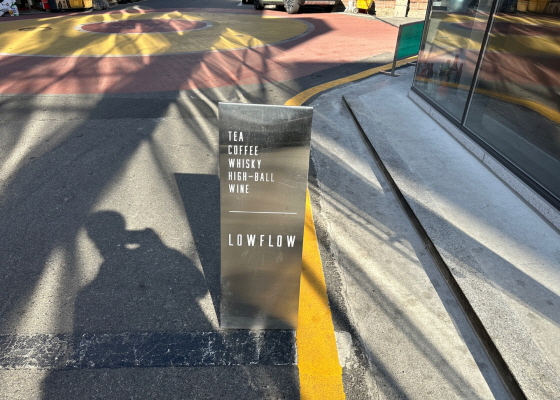 TEA
COFFEE
WHISKY
HIGH-BALL
WINE
LOWFLOW